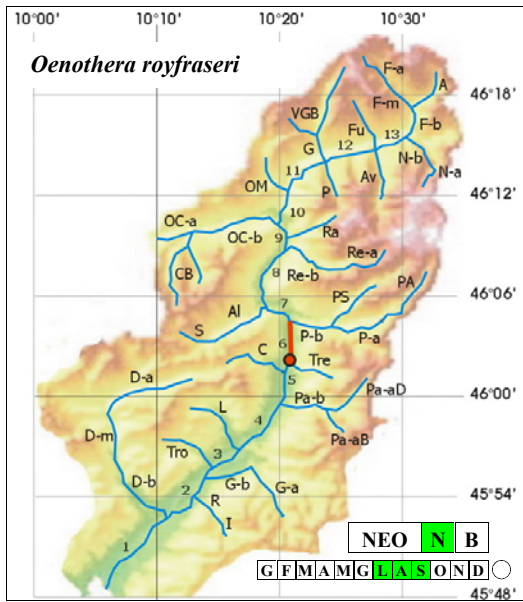 10°00' 10°10' 10°20' 10°30'
Oenothera royfraseri
F-a
A
46°18'
F-m
VGB
Fu
F-b
13
G
12
N-b
11
N-a
OM
P
Av
46°12'
10
OC-a
Ra
OC-b
9
Re-a
8
Re-b
CB
PA
PS
46°06'
7
Al
S
P-b
P-a
6
C
Tre
D-a
5
46°00'
Pa-aD
Pa-b
L
4
D-m
Pa-aB
Tro
3
D-b
G-b
G-a
2
45°54'
R
I
NEO N B
1
G F M A M G L A S O N D
45°48'